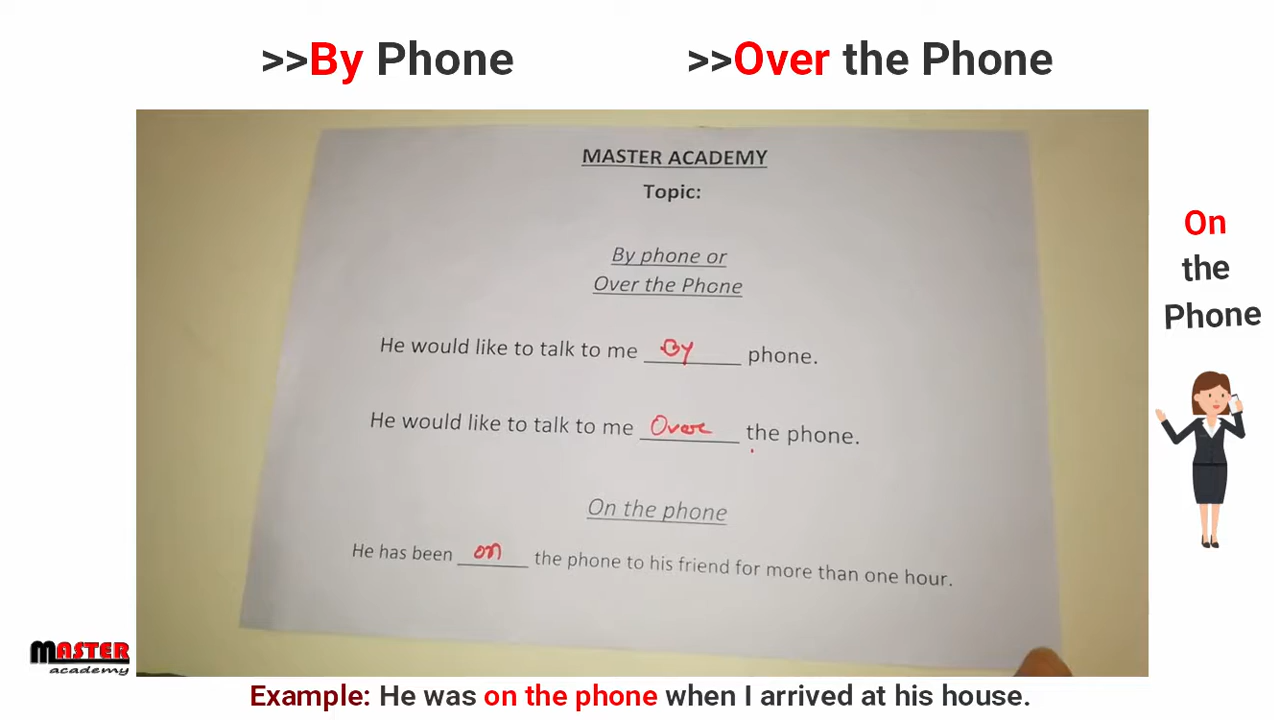 >>By Phone
>>Over the Phone
MASTER ACADEMY
Topic:
By phone or
Over the Phone
He would like to talk to me By phone.
He would like to talk to me Over the phone.
On the phone
He has been on the phone to his friend for more than one hour.
On
the
Phone
MASTER
academy
Example: He was on the phone when I arrived at his house.